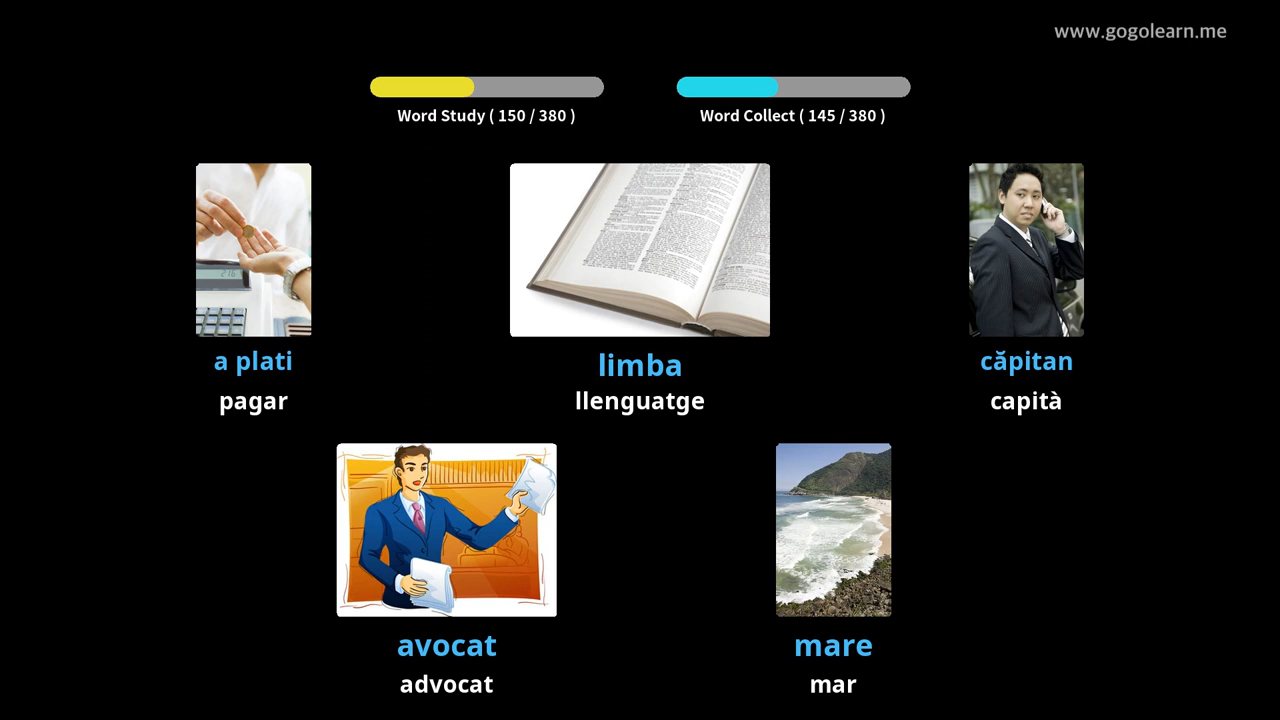 www.gogolearn.me
Word Study ( 150 / 380 )
Word Collect ( 145 / 380 )
a plati
pagar
limba
llenguatge
căpitan
capità
avocat
advocat
mare
mar